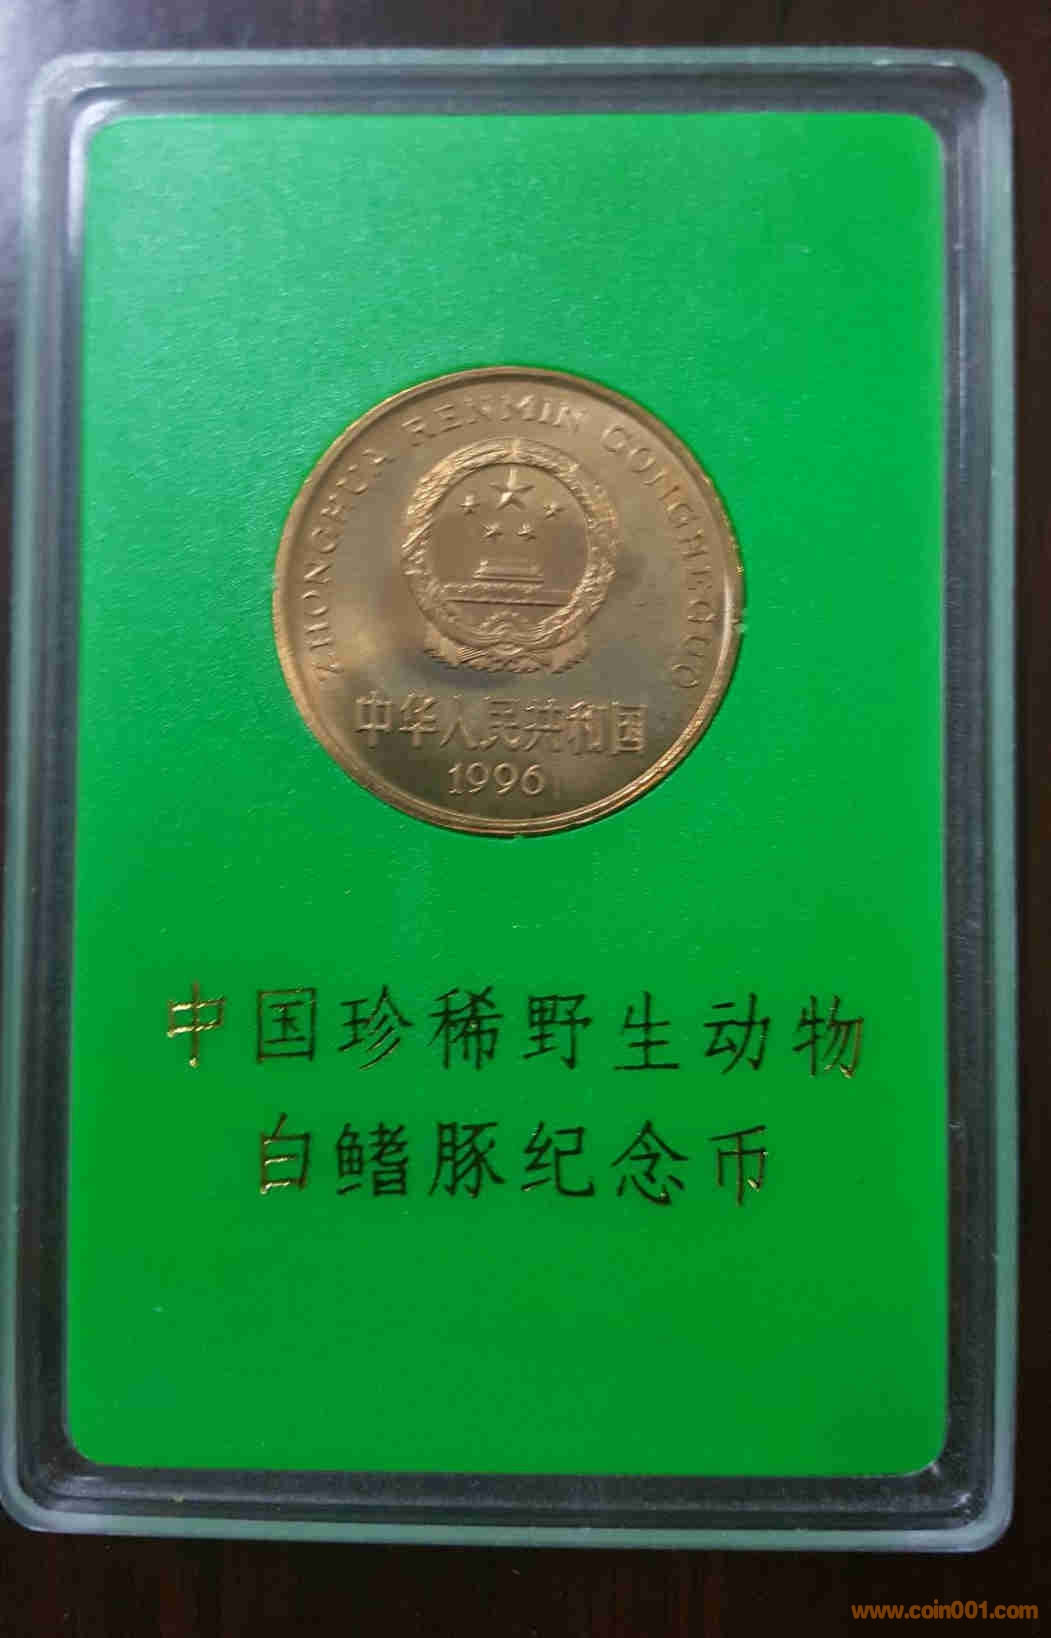 ZHONGHUA RENMIN GONGHEGUO
中华人民共和国
1996
中国珍稀野生动物
白鳍豚纪念币
www.coin001.com